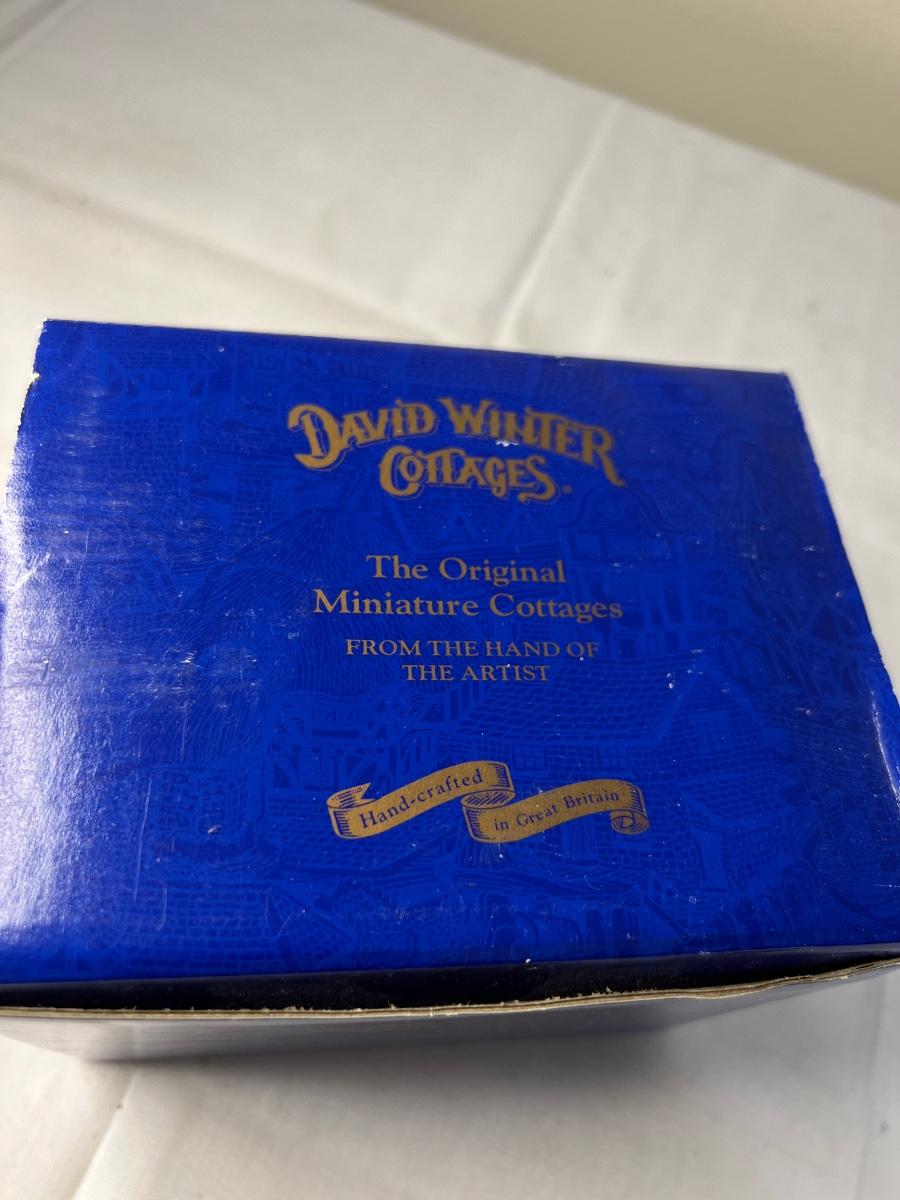 DAVID WINTER
COTTAGES®
The Original
Miniature Cottages
FROM THE HAND OF
THE ARTIST
Hand-crafted
in Great Britain